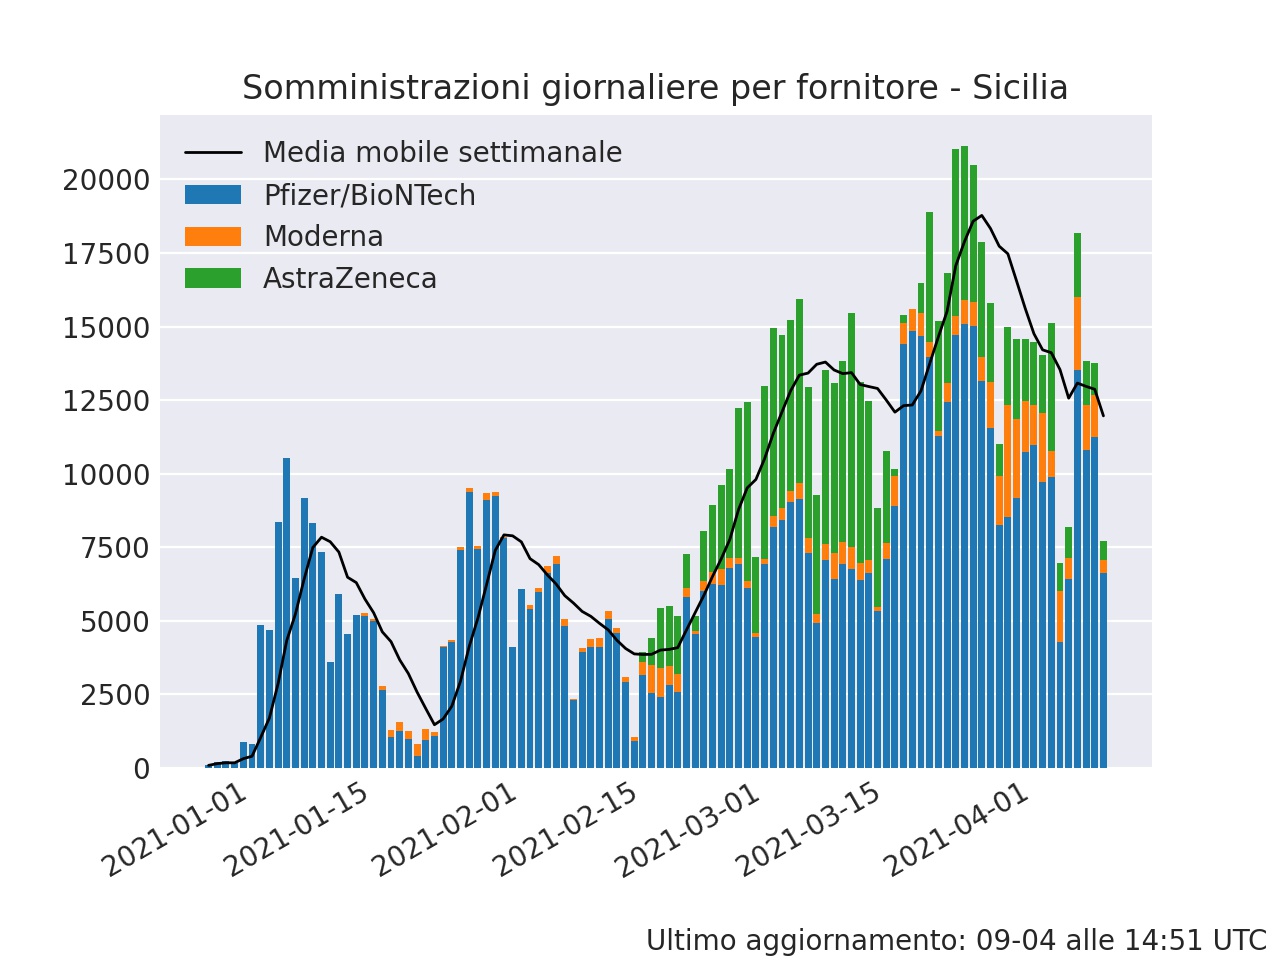 Somministrazioni giornaliere per fornitore - Sicilia
Media mobile settimanale
Pfizer/BioNTech
Moderna
AstraZeneca
20000
17500
15000
12500
10000
7500
5000
2500
0
2021-01-01
2021-01-15
2021-02-01
2021-02-15
2021-03-01
2021-03-15
2021-04-01
Ultimo aggiornamento: 09-04 alle 14:51 UTC